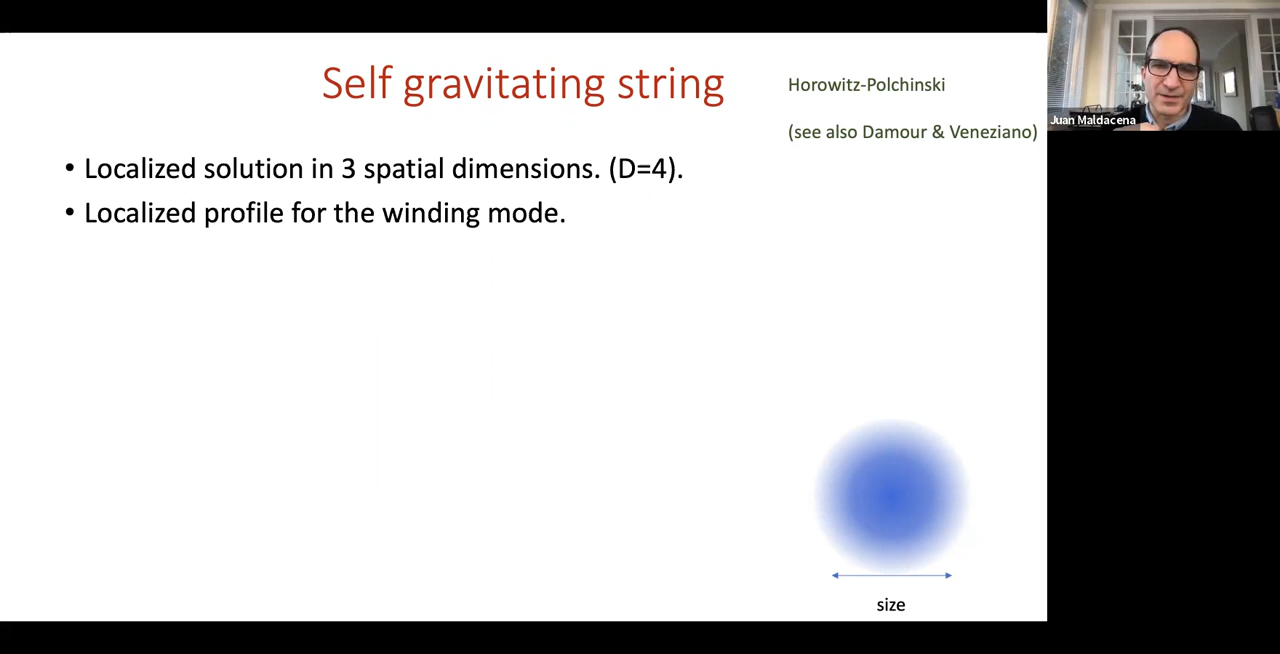 Self gravitating string
Horowitz-Polchinski
(see also Damour & Veneziano)
Juan Maldacena
• Localized solution in 3 spatial dimensions. (D=4).
• Localized profile for the winding mode.
size